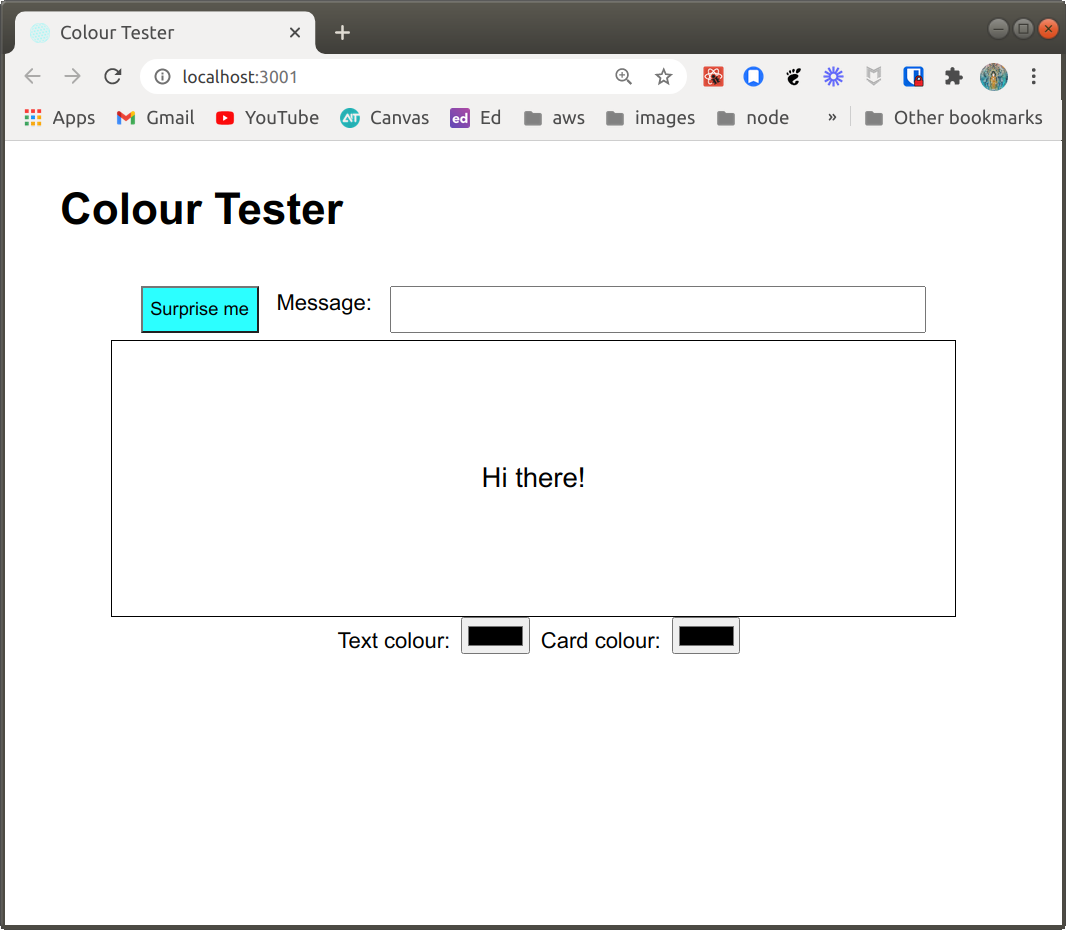 Colour Tester
localhost:3001
Apps Gmail YouTube Canvas ed Ed aws images node » Other bookmarks
Colour Tester
Surprise me Message:
Hi there!
Text colour: Card colour: